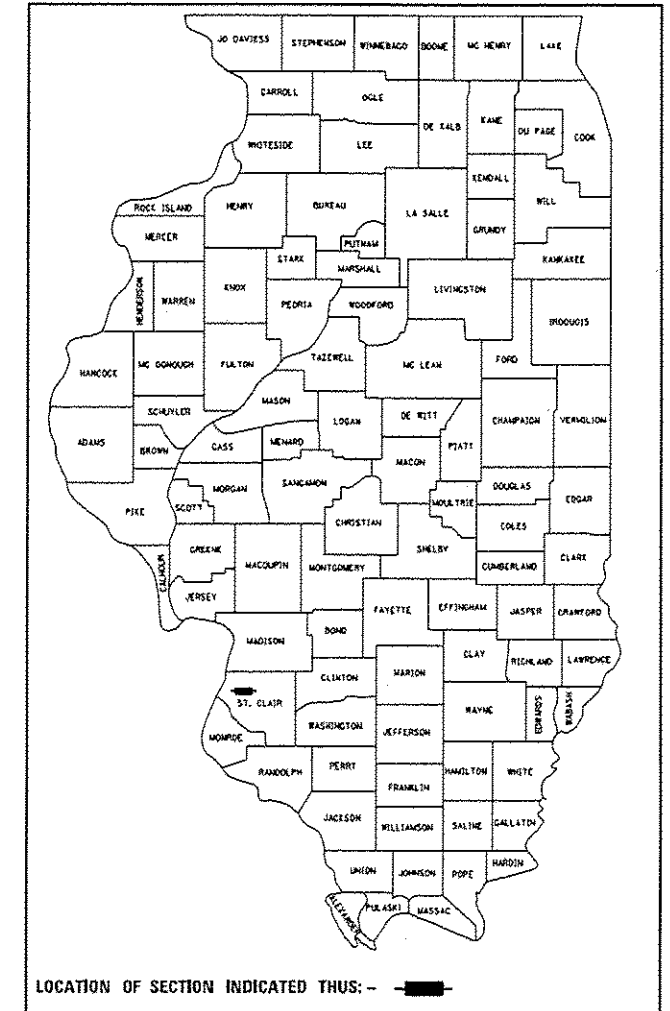 JO DAVIESS STEPHENSON WINNEBAGO BOONE MC HENRY LAKE
CARROLL OGLE DE KALB KANE DU PAGE COOK
WHITESIDE LEE
KENDALL WILL
ROCK ISLAND HENRY BUREAU LA SALLE GRUNDY
MERCER PUTNAM
STARK MARSHALL KANKAKEE
HENDERSON WARREN KNOX PEORIA WOODFORD LIVINGSTON IROQUOIS
HANCOCK MC DONOUGH FULTON TAZEWELL MC LEAN FORD
MASON
SCHUYLER LOGAN DE WITT CHAMPAIGN VERMILION
ADAMS BROWN CASS MENARD PIATT
MACON
MORGAN SANGAMON DOUGLAS EDGAR
PIKE SCOTT CHRISTIAN MOULTRIE COLES
SHELBY
GREENE MACOUPIN MONTGOMERY CUMBERLAND CLARK
CALHOUN JERSEY FAYETTE EFFINGHAM JASPER CRAWFORD
MADISON BOND
CLAY RICHLAND LAWRENCE
CLINTON MARION
ST. CLAIR WAYNE EDWARDS WABASH
WASHINGTON JEFFERSON
MONROE
RANDOLPH PERRY HAMILTON WHITE
FRANKLIN
JACKSON WILLIAMSON SALINE GALLATIN
UNION JOHNSON POPE HARDIN
ALEXANDER PULASKI MASSAC
LOCATION OF SECTION INDICATED THUS: -